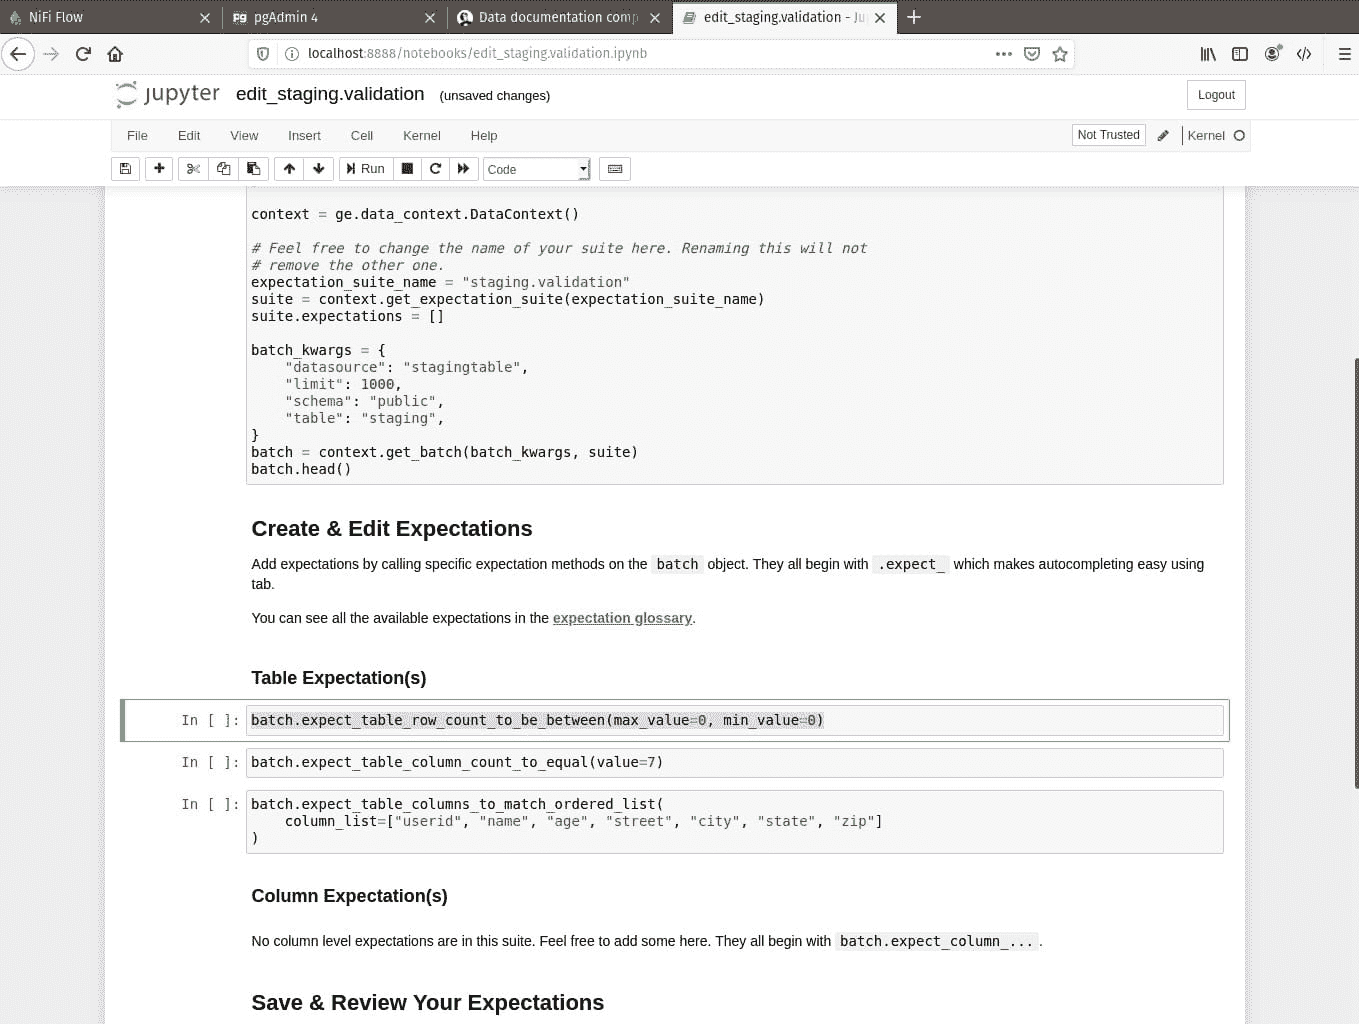 NiFi Flow
pgAdmin 4
Data documentation comp
edit_staging.validation - Ju
localhost:8888/notebooks/edit_staging.validation.ipynb
jupyter edit_staging.validation (unsaved changes)
Logout
File Edit View Insert Cell Kernel Help
Not Trusted
Kernel
Run
Code
context = ge.data_context.DataContext()
# Feel free to change the name of your suite here. Renaming this will not
# remove the other one.
expectation_suite_name = "staging.validation"
suite = context.get_expectation_suite(expectation_suite_name)
suite.expectations = []
batch_kwargs = {
    "datasource": "stagingtable",
    "limit": 1000,
    "schema": "public",
    "table": "staging",
}
batch = context.get_batch(batch_kwargs, suite)
batch.head()
Create & Edit Expectations
Add expectations by calling specific expectation methods on the batch object. They all begin with .expect_ which makes autocompleting easy using
tab.
You can see all the available expectations in the expectation glossary.
Table Expectation(s)
In [ ]: batch.expect_table_row_count_to_be_between(max_value=0, min_value=0)
In [ ]: batch.expect_table_column_count_to_equal(value=7)
In [ ]: batch.expect_table_columns_to_match_ordered_list(
    column_list=["userid", "name", "age", "street", "city", "state", "zip"]
)
Column Expectation(s)
No column level expectations are in this suite. Feel free to add some here. They all begin with batch.expect_column_... .
Save & Review Your Expectations